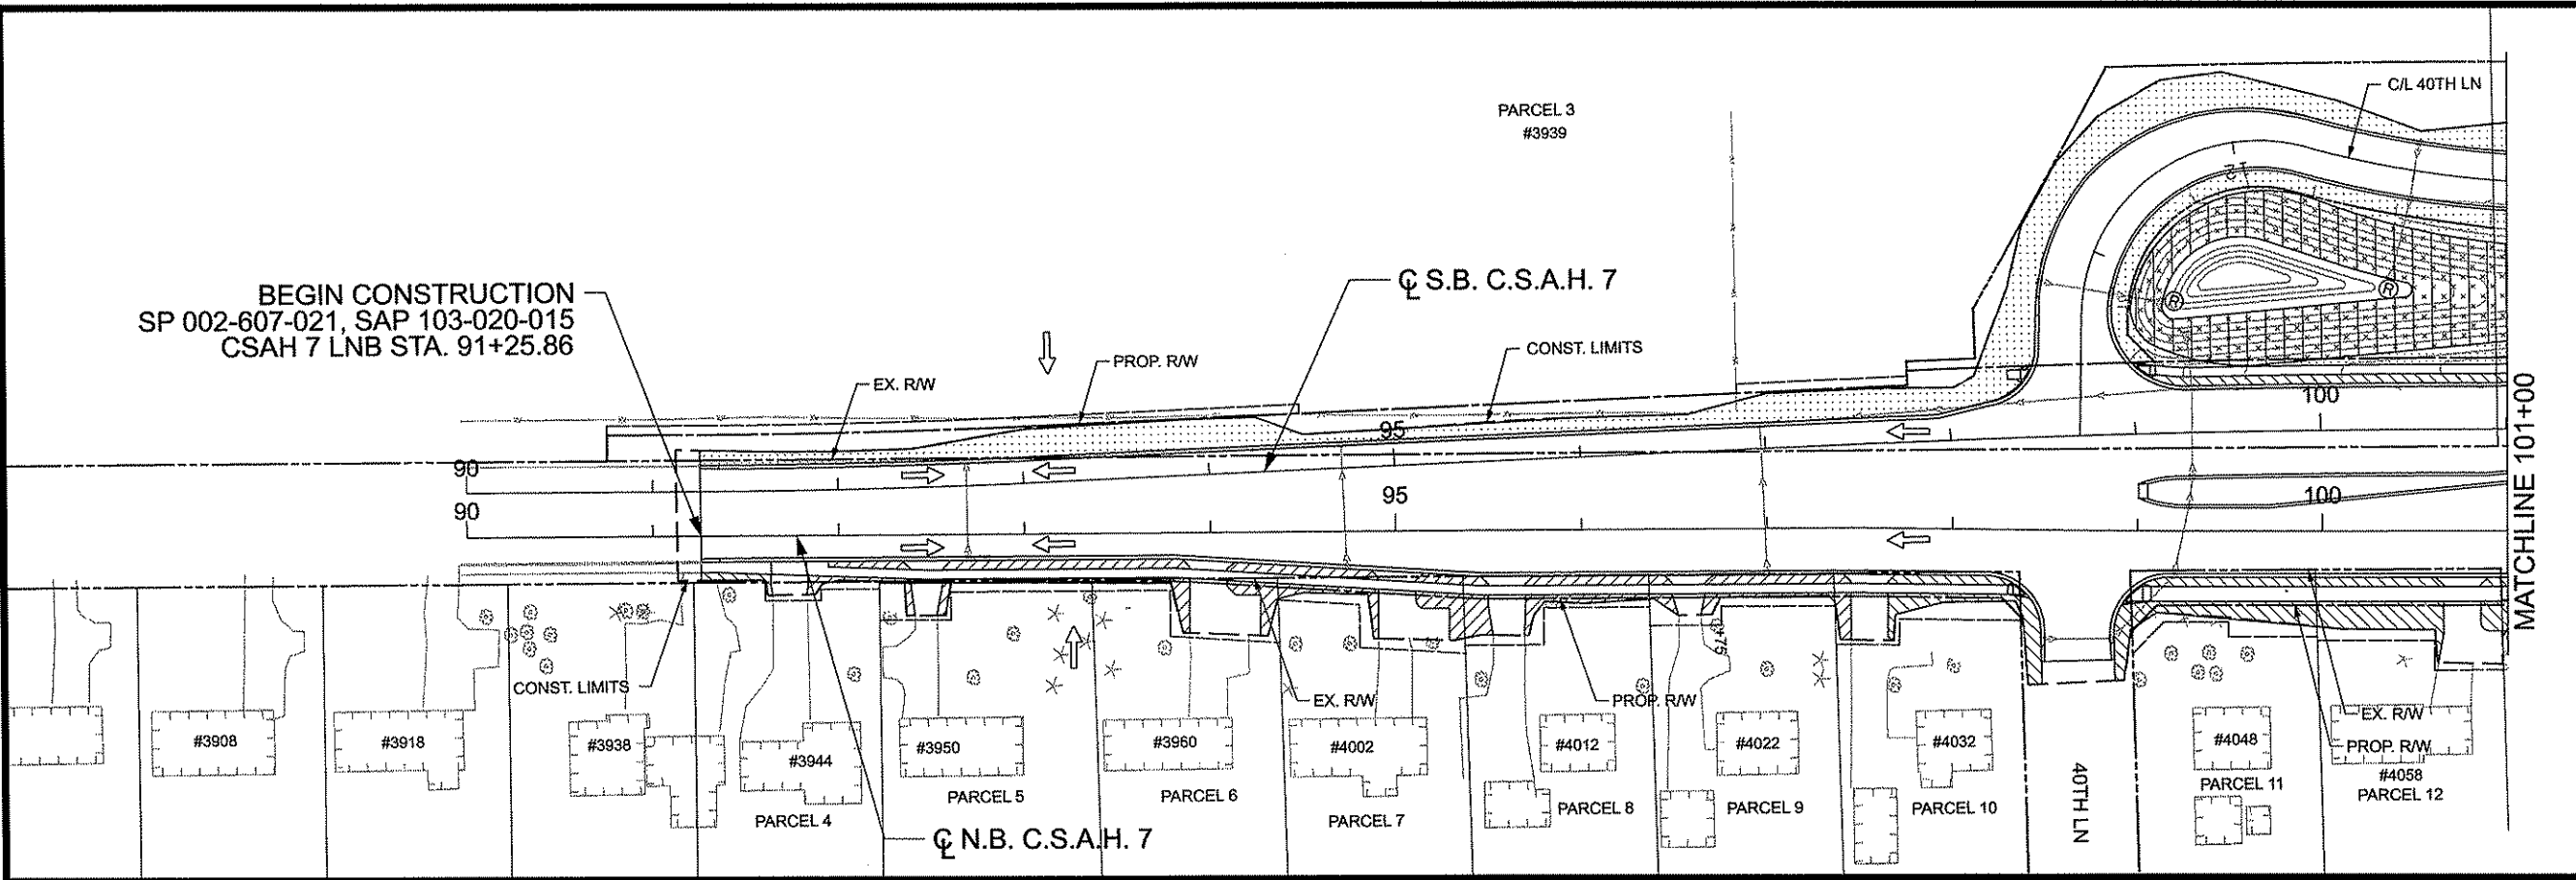 C/L 40TH LN
PARCEL 3
#3939
BEGIN CONSTRUCTION
SP 002-607-021, SAP 103-020-015
CSAH 7 LNB STA. 91+25.86
℄ S.B. C.S.A.H. 7
PROP. R/W
CONST. LIMITS
EX. R/W
90
95
100
90
95
100
MATCHLINE 101+00
12
R
R
+75
CONST. LIMITS
EX. R/W
PROP. R/W
EX. R/W
PROP. R/W
#3908
#3918
#3938
#3944
#3950
#3960
#4002
#4012
#4022
#4032
#4048
#4058
PARCEL 4
PARCEL 5
PARCEL 6
PARCEL 7
PARCEL 8
PARCEL 9
PARCEL 10
40TH LN
PARCEL 11
PARCEL 12
℄ N.B. C.S.A.H. 7